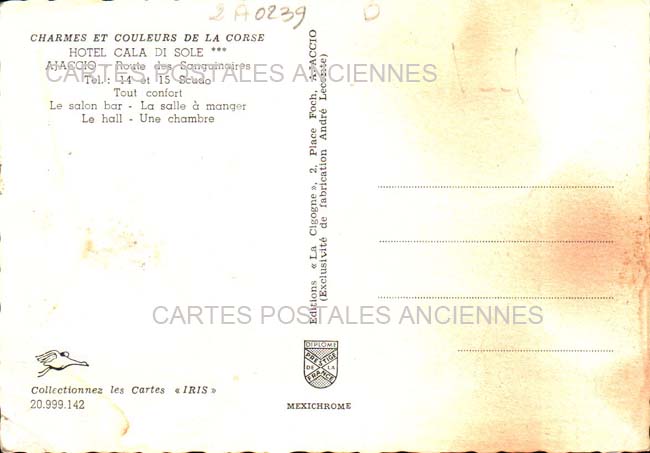 2 A0239 D
CHARMES ET COULEURS DE LA CORSE
HOTEL CALA DI SOLE ***
AJACCIO - Route des Sanguinaires
Tel.: 14 et 15 Scudo
Tout confort
Le salon bar - La salle à manger
Le hall - Une chambre
CARTES POSTALES ANCIENNES
Editions « La Cigogne », 2, Place Foch, AJACCIO
(Exclusivité de fabrication André Leconte)
CARTES POSTALES ANCIENNES
DIPLOME
PRESTIGE
DE LA
FRANCE
Collectionnez les Cartes « IRIS »
20.999.142
MEXICHROME